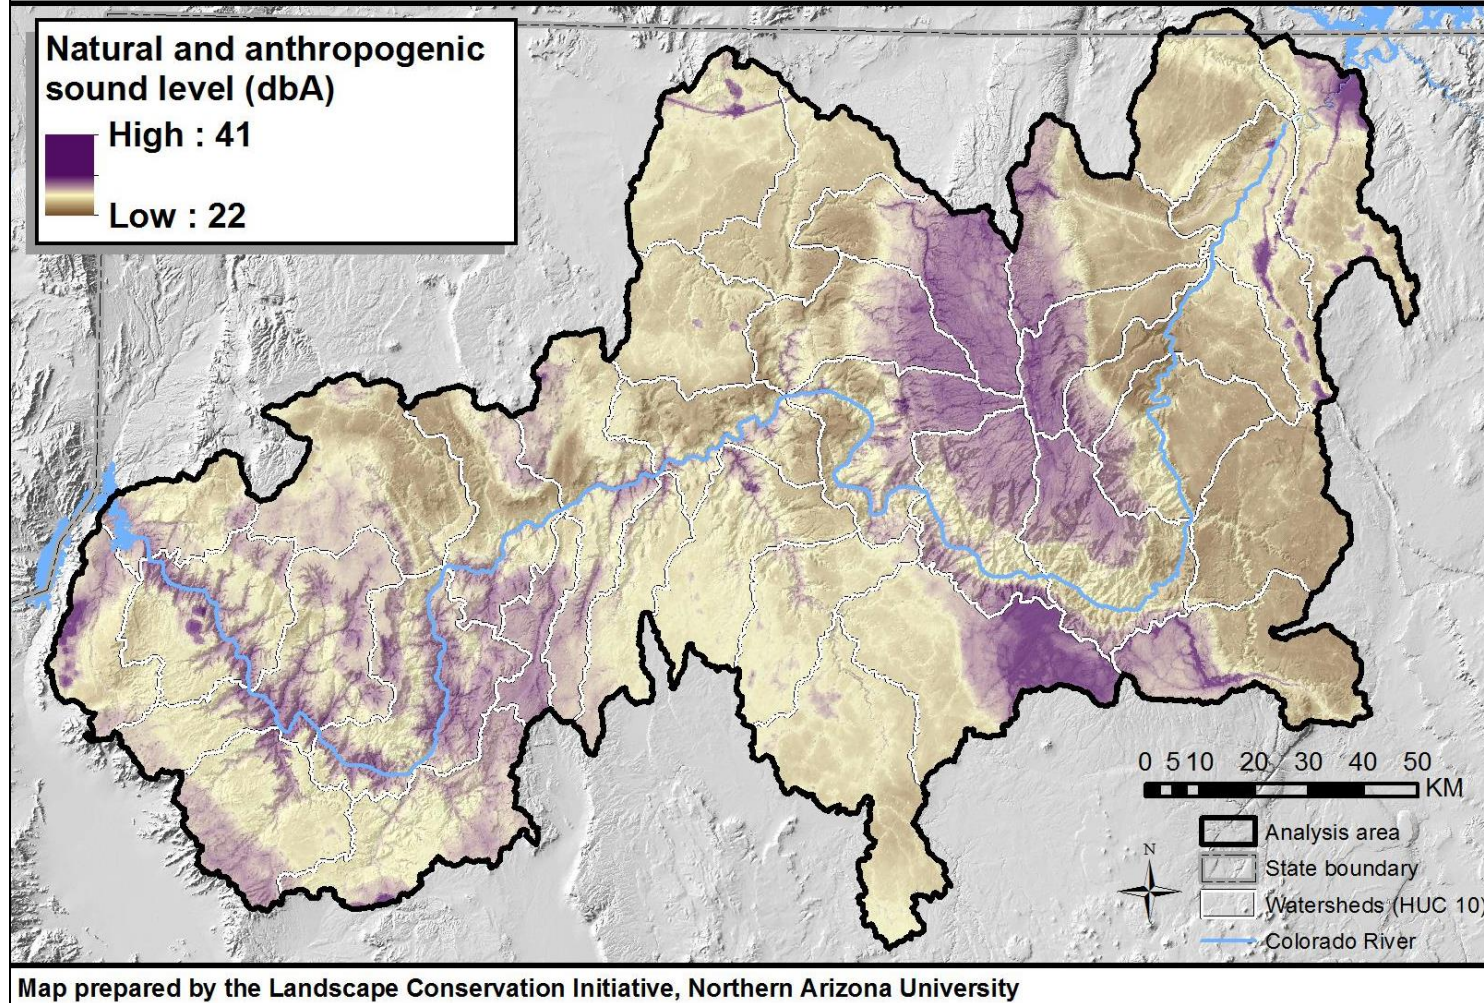 Natural and anthropogenic
sound level (dbA)
High : 41
Low : 22
0 5 10 20 30 40 50
KM
N
Analysis area
State boundary
Watersheds (HUC 10)
Colorado River
Map prepared by the Landscape Conservation Initiative, Northern Arizona University